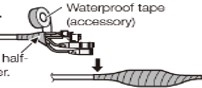 Waterproof tape
(accessory)
half-
er.